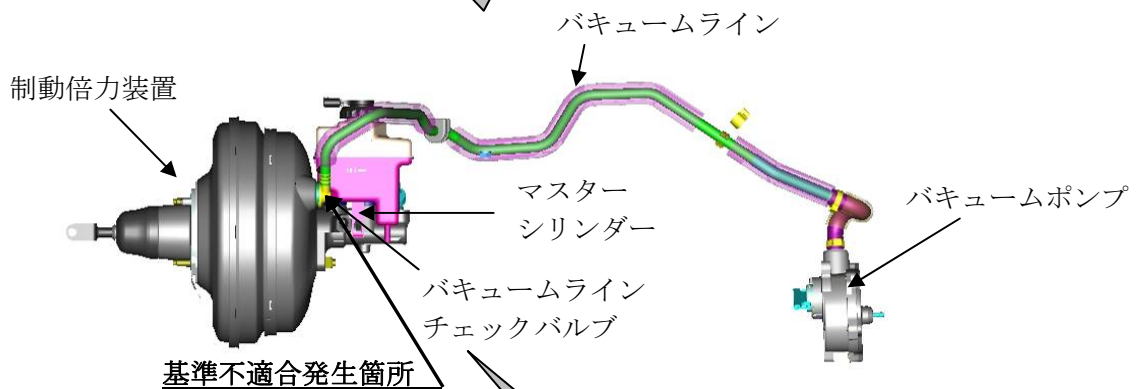 バキュームライン
制動倍力装置
マスター
シリンダー
バキュームポンプ
バキュームライン
チェックバルブ
基準不適合発生箇所